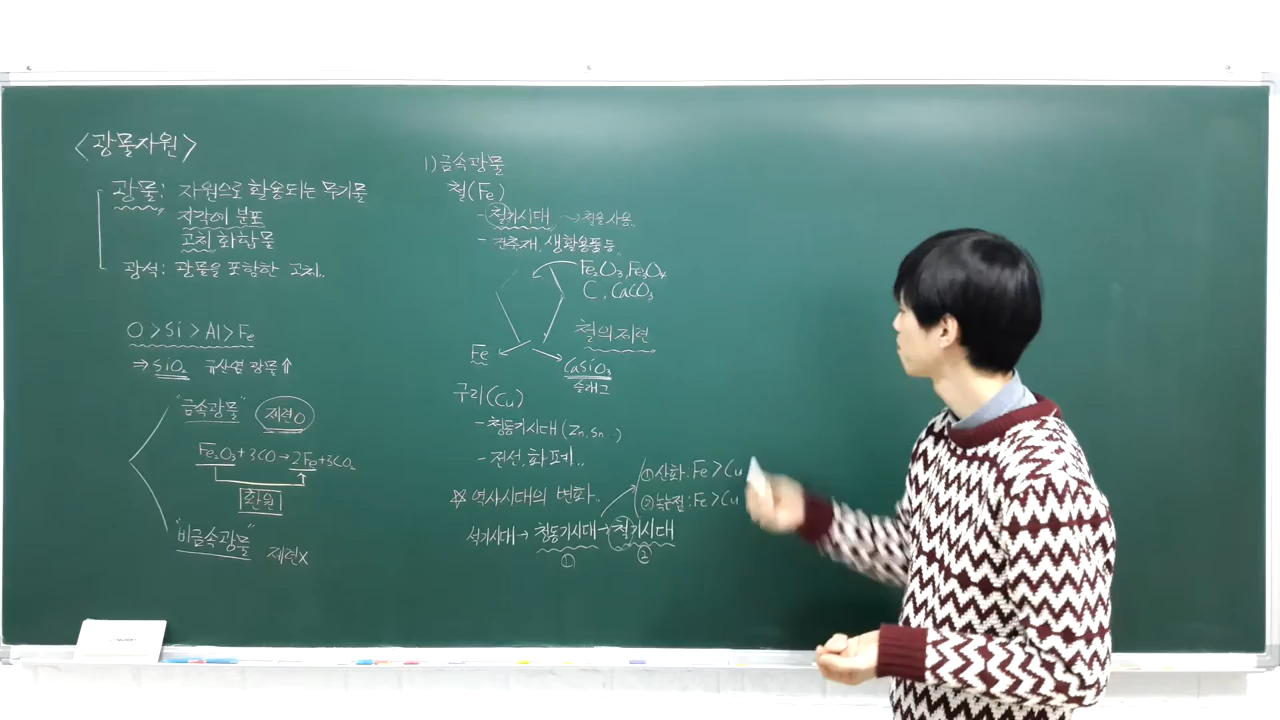 <광물자원>
광물: 자원으로 활용되는 무기물
지각에 분포
고체 화합물
광석: 광물을 포함한 고체..
O > Si > Al > Fe
⇒ SiO₂ 규산염 광물↑
"금속광물" 제련O
Fe₂O₃+3CO→2Fe+3CO₂
환원
"비금속광물" 제련X
1) 금속광물
철(Fe)
- 철기시대 → 철을 사용..
- 건축재, 생활용품 등..
Fe₂O₃, Fe₃O₄
C, CaCO₃
철의 제련
Fe
CaSiO₃
슬래그
구리(Cu)
- 청동기시대 (Zn, Sn ..)
- 전선, 화폐..
☆ 역사시대의 변화..
①산화: Fe > Cu
②녹는점: Fe > Cu
석기시대 → 청동기시대 → 철기시대
① ②